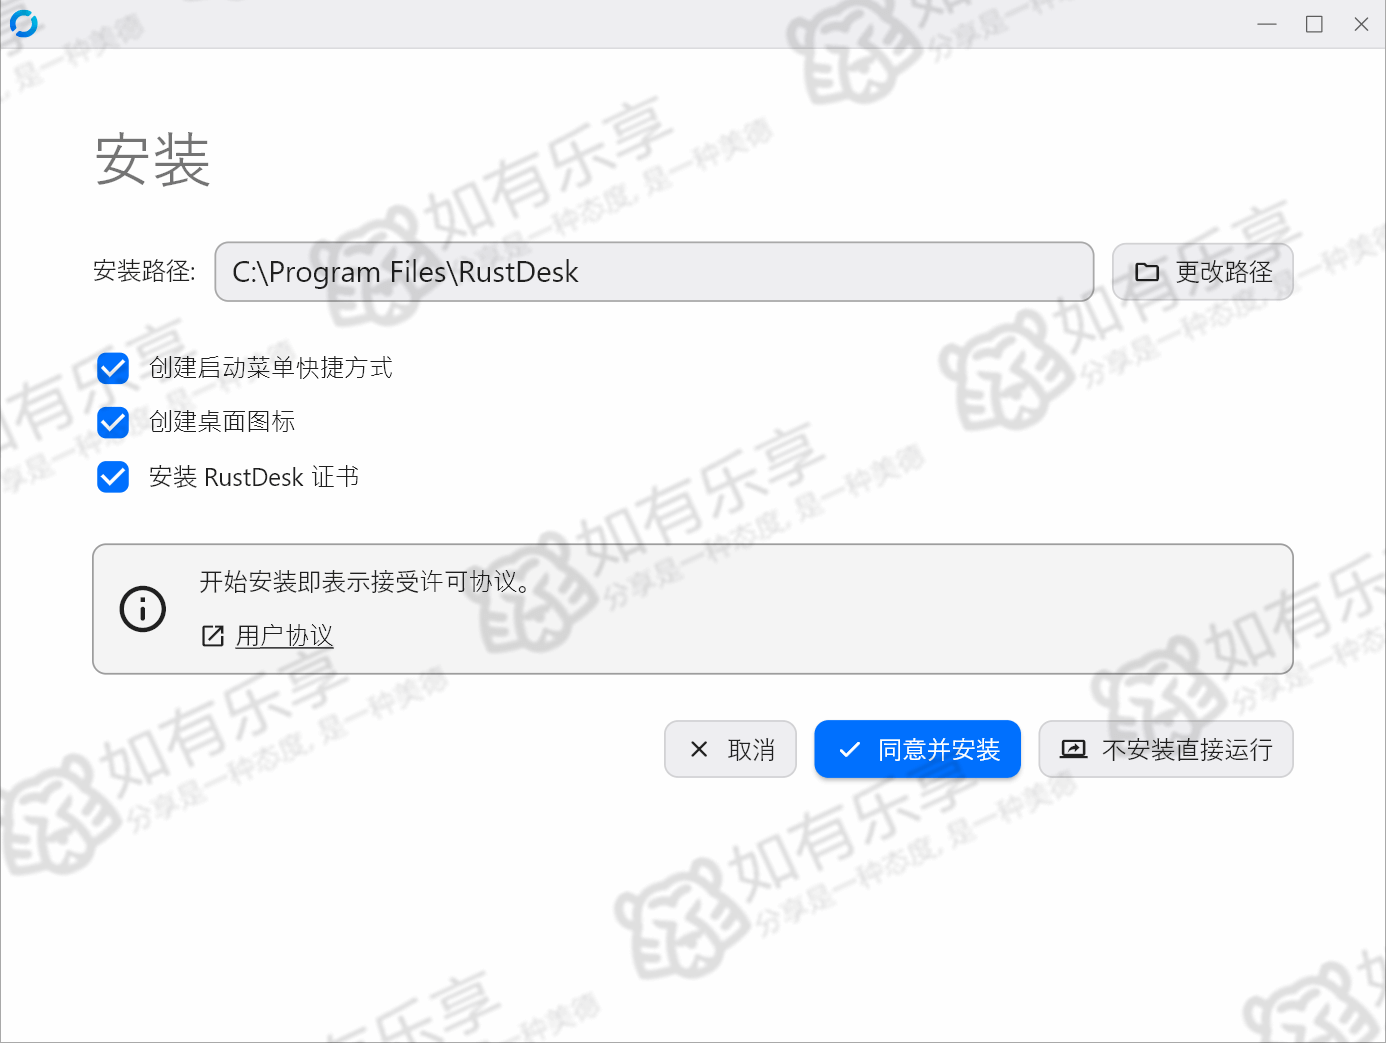 安装
安装路径:
C:\Program Files\RustDesk
更改路径
创建启动菜单快捷方式
创建桌面图标
安装 RustDesk 证书
开始安装即表示接受许可协议。
用户协议
取消
同意并安装
不安装直接运行
如有乐享
分享是一种态度, 是一种美德